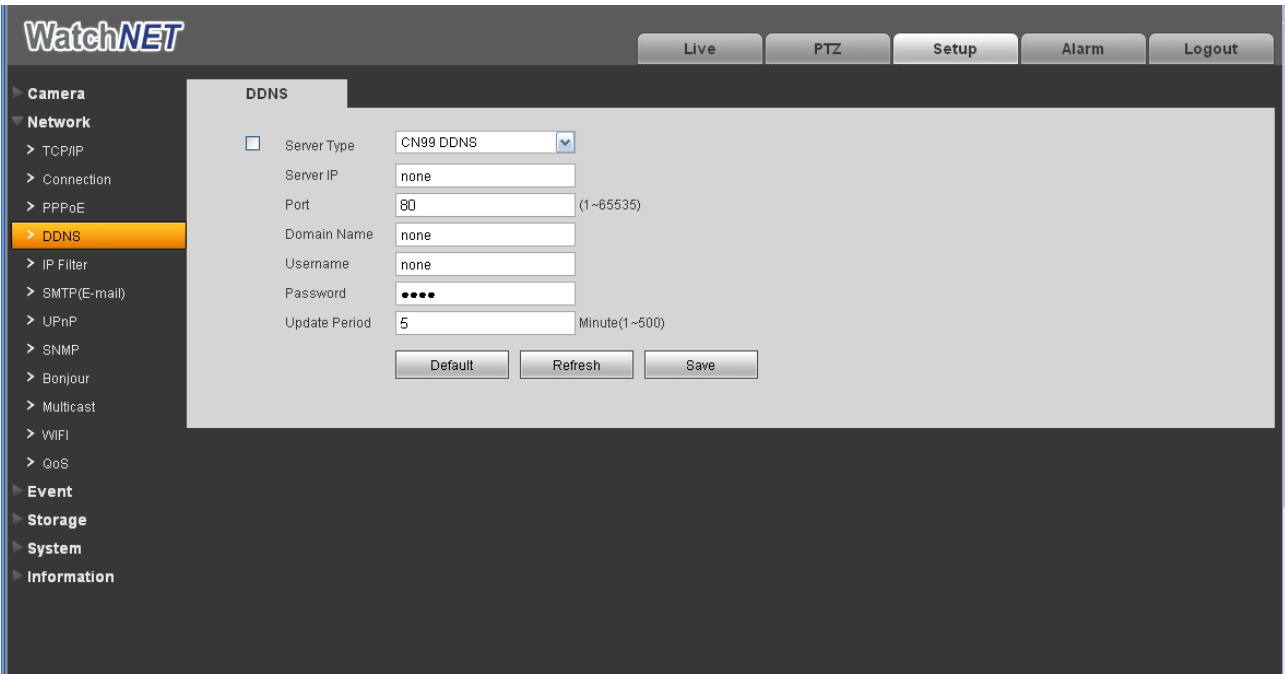 WatchNET
Live PTZ Setup Alarm Logout
Camera
Network
> TCP/IP
> Connection
> PPPoE
> DDNS
> IP Filter
> SMTP(E-mail)
> UPnP
> SNMP
> Bonjour
> Multicast
> WIFI
> QoS
Event
Storage
System
Information
DDNS
Server Type CN99 DDNS
Server IP none
Port 80 (1~65535)
Domain Name none
Username none
Password ●●●●
Update Period 5 Minute(1~500)
Default Refresh Save